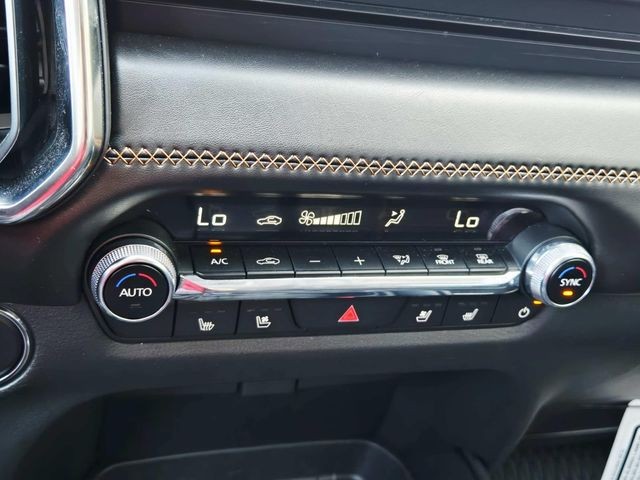 Lo Lo
A/C - + FRONT REAR
AUTO SYNC